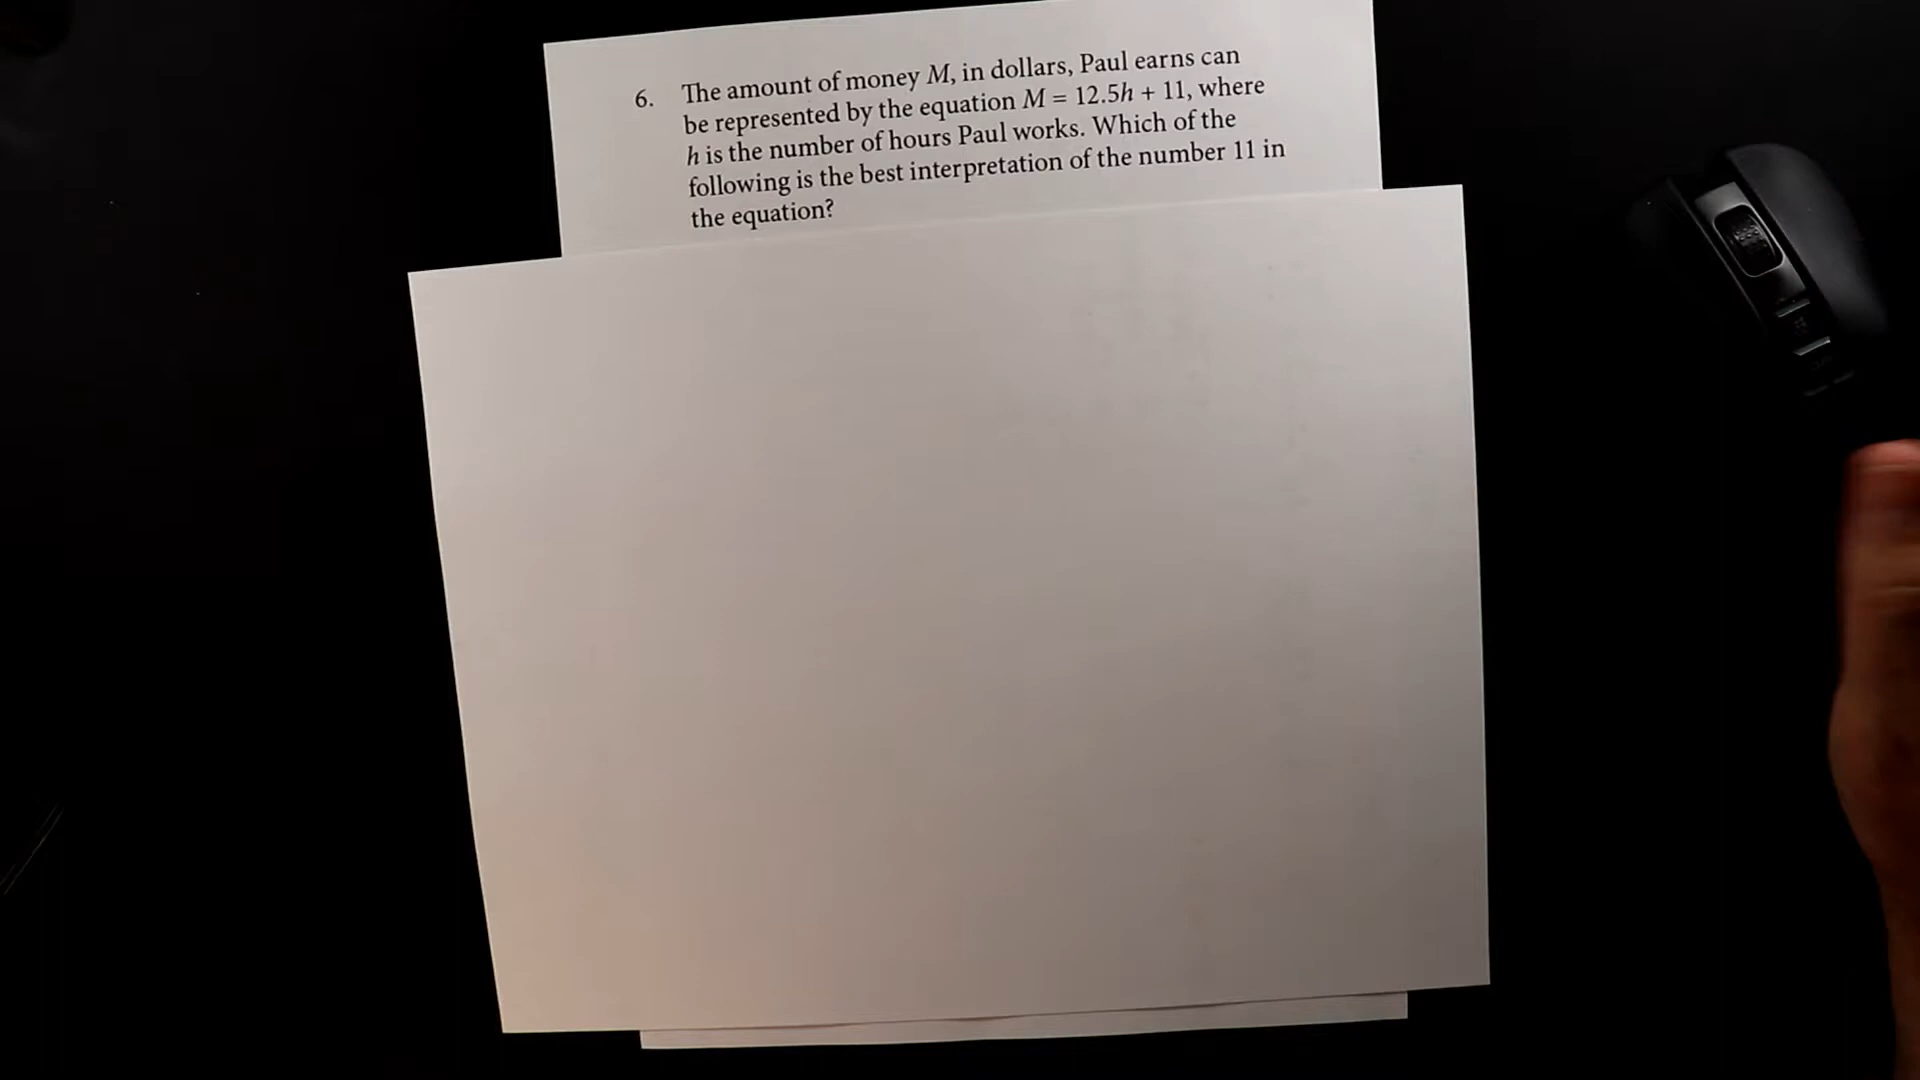 6. The amount of money M, in dollars, Paul earns can
be represented by the equation M = 12.5h + 11, where
h is the number of hours Paul works. Which of the
following is the best interpretation of the number 11 in
the equation?